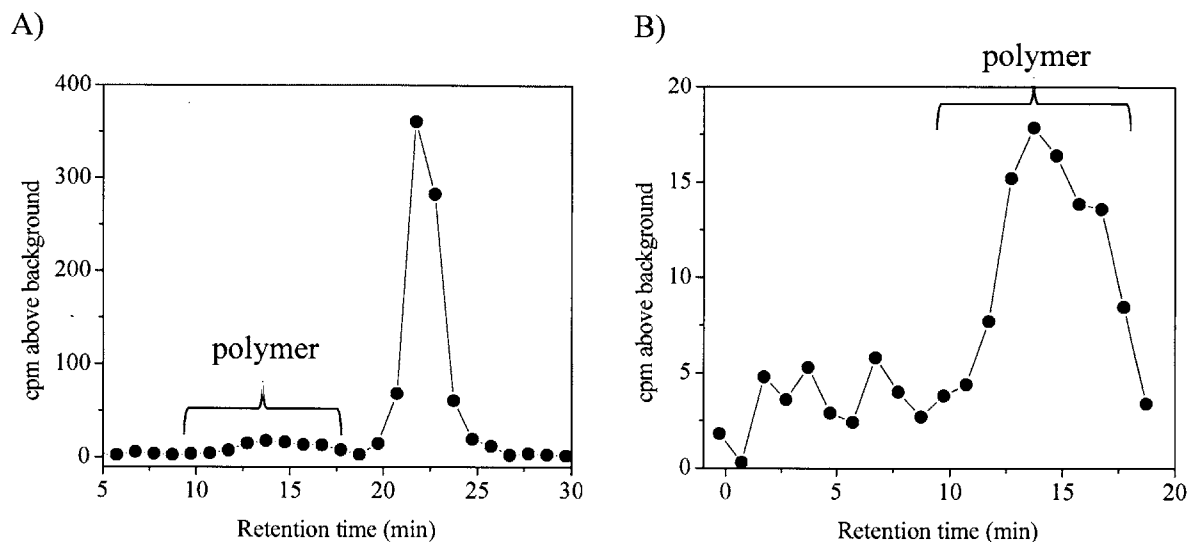 A)
polymer
400
300
200
100
0
cpm above background
5
10
15
20
25
30
Retention time (min)
B)
polymer
20
15
10
5
0
cpm above background
0
5
10
15
20
Retention time (min)